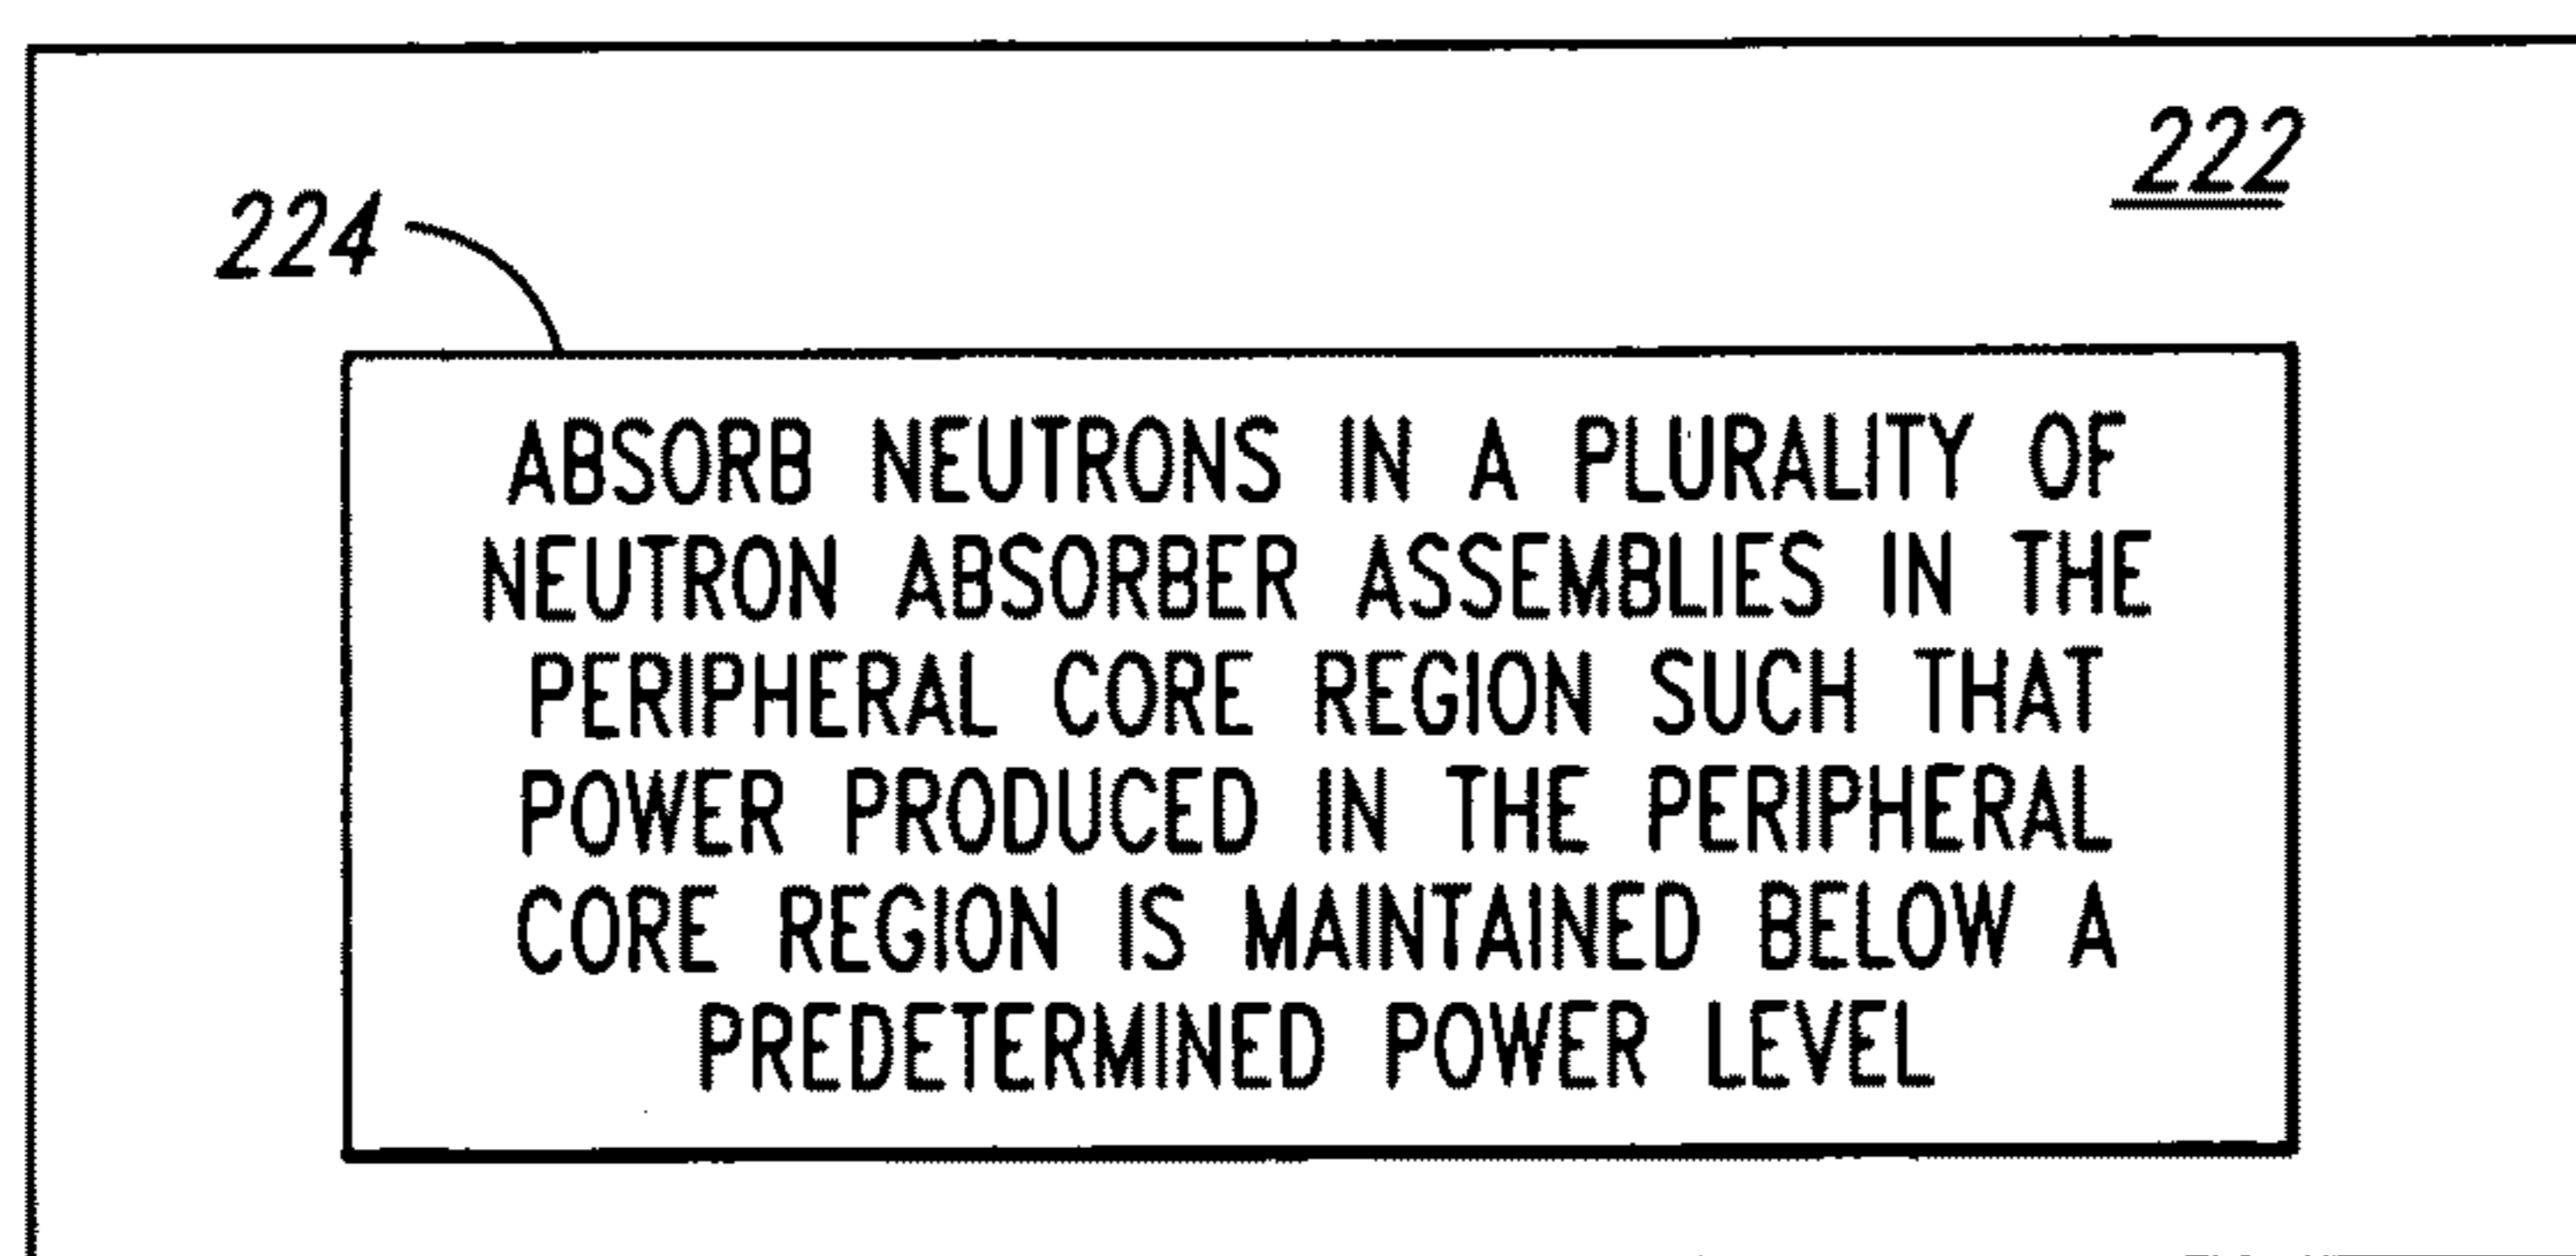 222
224
ABSORB NEUTRONS IN A PLURALITY OF
NEUTRON ABSORBER ASSEMBLIES IN THE
PERIPHERAL CORE REGION SUCH THAT
POWER PRODUCED IN THE PERIPHERAL
CORE REGION IS MAINTAINED BELOW A
PREDETERMINED POWER LEVEL